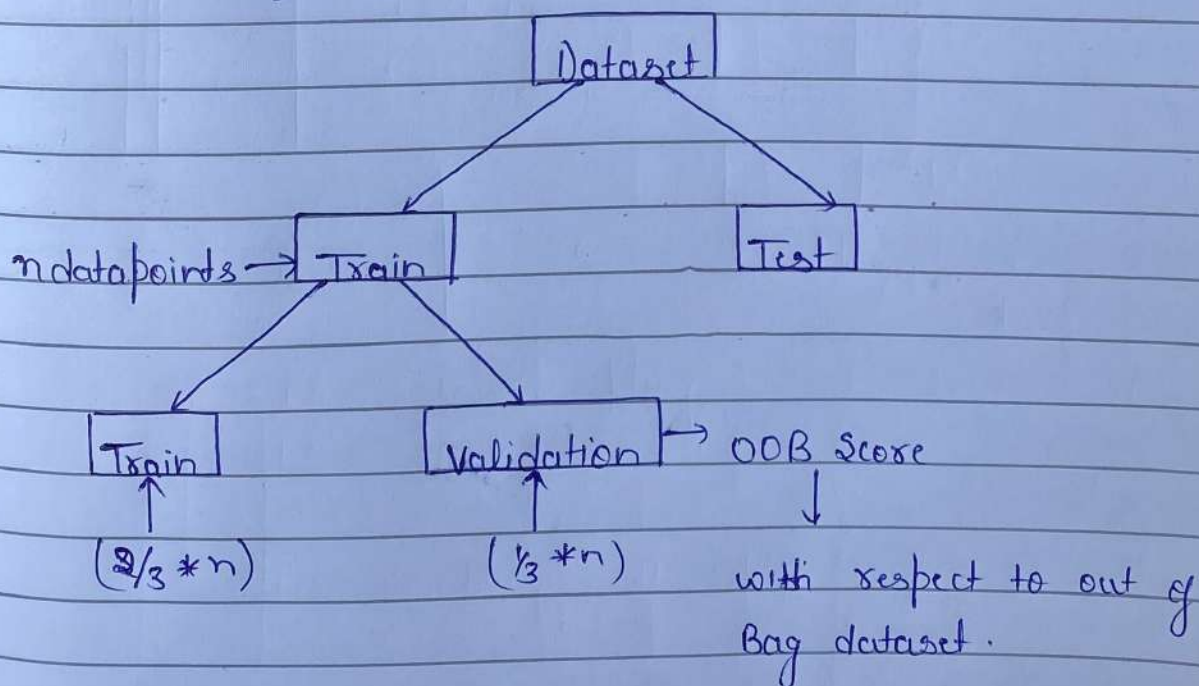 Dataset
n datapoints → Train
Test
Train
Validation → OOB Score
(2/3 * n)
(1/3 * n)
with respect to out of
Bag dataset.